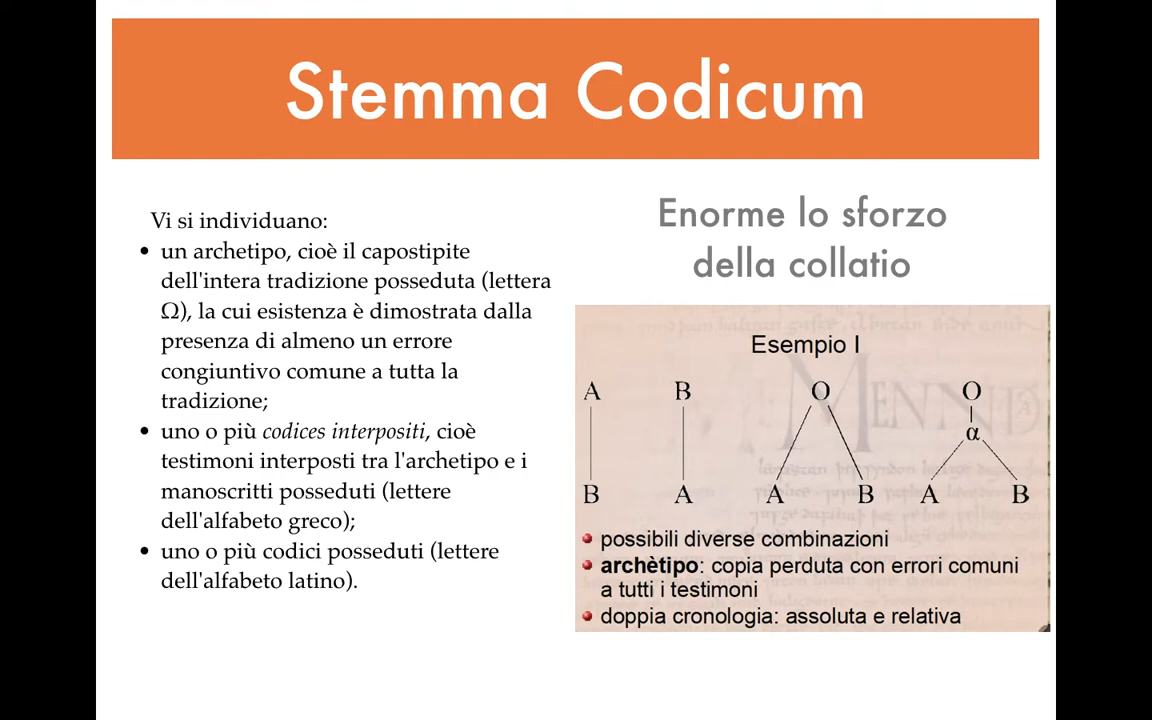 Stemma Codicum
Vi si individuano:
• un archetipo, cioè il capostipite
dell'intera tradizione posseduta (lettera
Ω), la cui esistenza è dimostrata dalla
presenza di almeno un errore
congiuntivo comune a tutta la
tradizione;
• uno o più codices interpositi, cioè
testimoni interposti tra l'archetipo e i
manoscritti posseduti (lettere
dell'alfabeto greco);
• uno o più codici posseduti (lettere
dell'alfabeto latino).
Enorme lo sforzo
della collatio
Esempio I
A B O O
α
B A A B A B
possibili diverse combinazioni
archètipo: copia perduta con errori comuni
a tutti i testimoni
doppia cronologia: assoluta e relativa